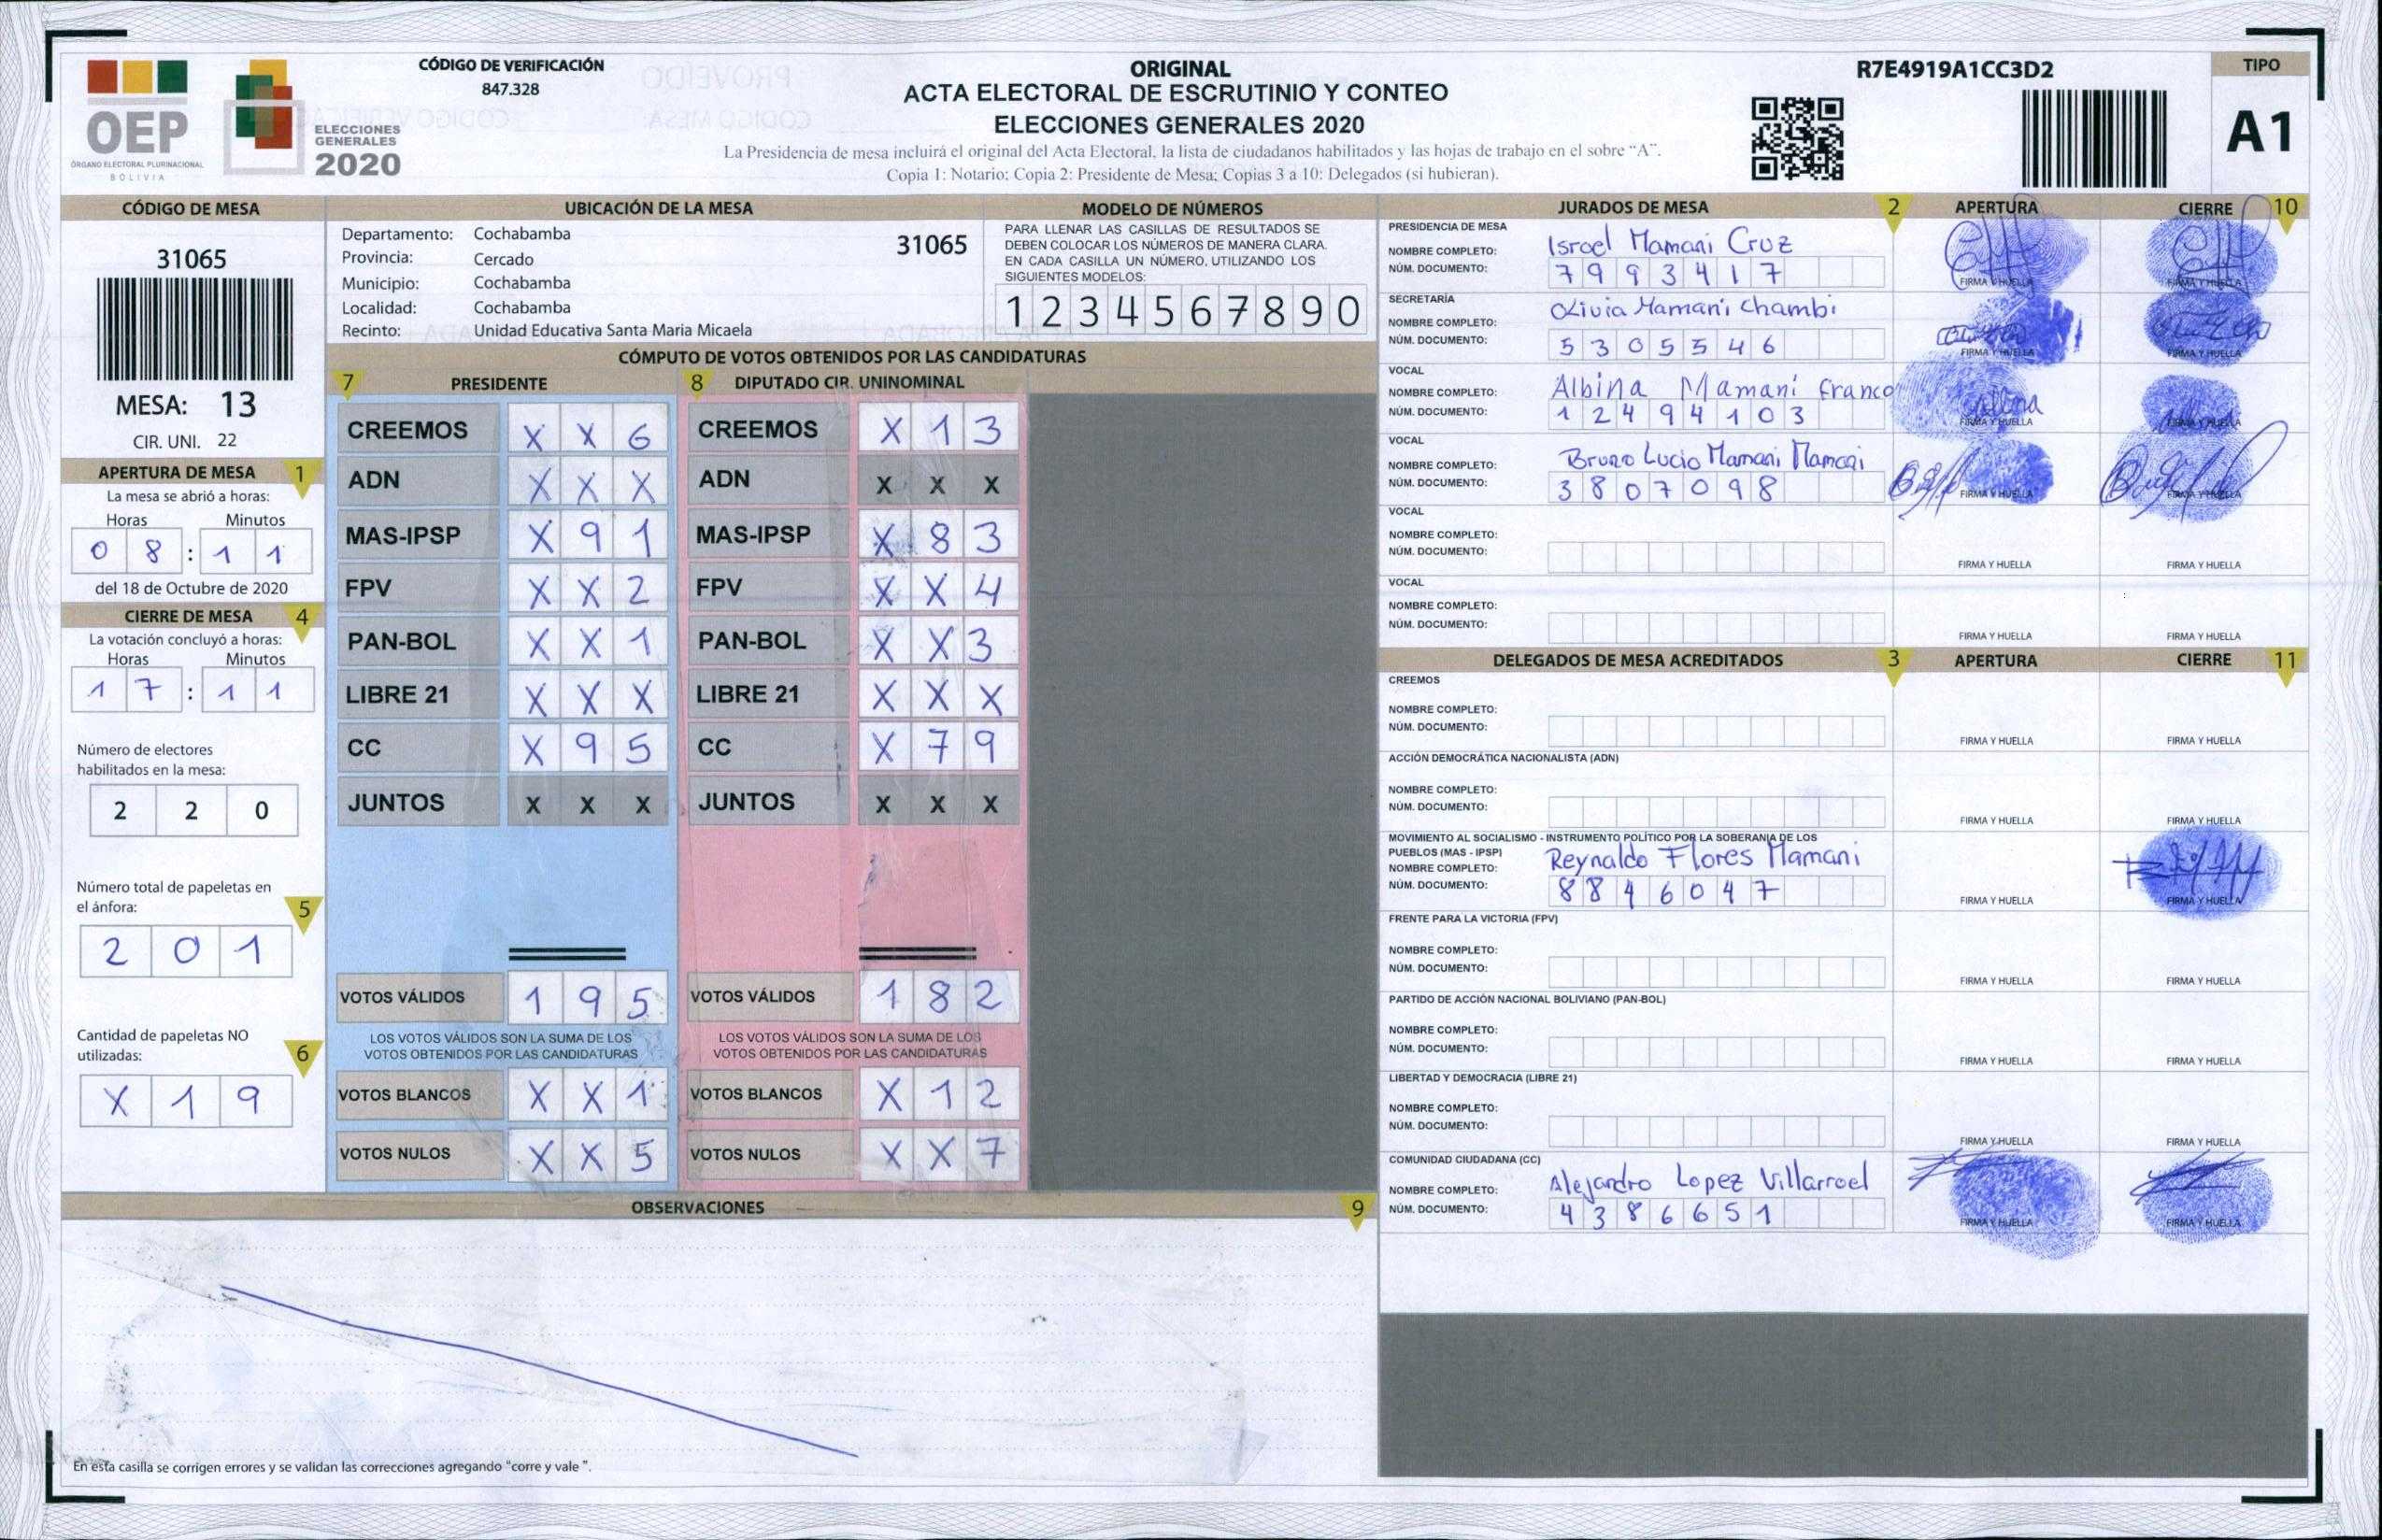 OEP
ÓRGANO ELECTORAL PLURINACIONAL
BOLIVIA
ELECCIONES
GENERALES
2020
CÓDIGO DE VERIFICACIÓN
847.328
ORIGINAL
ACTA ELECTORAL DE ESCRUTINIO Y CONTEO
ELECCIONES GENERALES 2020
La Presidencia de mesa incluirá el original del Acta Electoral, la lista de ciudadanos habilitados y las hojas de trabajo en el sobre “A”.
Copia 1: Notario; Copia 2: Presidente de Mesa; Copias 3 a 10: Delegados (si hubieran).
R7E4919A1CC3D2
TIPO
A1
CÓDIGO DE MESA
31065
MESA: 13
CIR. UNI. 22
APERTURA DE MESA 1
La mesa se abrió a horas:
Horas Minutos
0 8 : 1 1
del 18 de Octubre de 2020
CIERRE DE MESA 4
La votación concluyó a horas:
Horas Minutos
1 7 : 1 1
Número de electores
habilitados en la mesa:
2 2 0
Número total de papeletas en
el ánfora: 5
2 0 1
Cantidad de papeletas NO
utilizadas: 6
X 1 9
UBICACIÓN DE LA MESA
Departamento: Cochabamba 31065
Provincia: Cercado
Municipio: Cochabamba
Localidad: Cochabamba
Recinto: Unidad Educativa Santa Maria Micaela
MODELO DE NÚMEROS
PARA LLENAR LAS CASILLAS DE RESULTADOS SE
DEBEN COLOCAR LOS NÚMEROS DE MANERA CLARA.
EN CADA CASILLA UN NÚMERO, UTILIZANDO LOS
SIGUIENTES MODELOS:
1 2 3 4 5 6 7 8 9 0
CÓMPUTO DE VOTOS OBTENIDOS POR LAS CANDIDATURAS
7 PRESIDENTE 8 DIPUTADO CIR. UNINOMINAL
CREEMOS X X 6 CREEMOS X 1 3
ADN X X X ADN X X X
MAS-IPSP X 9 1 MAS-IPSP X 8 3
FPV X X 2 FPV X X 4
PAN-BOL X X 1 PAN-BOL X X 3
LIBRE 21 X X X LIBRE 21 X X X
CC X 9 5 CC X 7 9
JUNTOS X X X JUNTOS X X X
VOTOS VÁLIDOS 1 9 5 VOTOS VÁLIDOS 1 8 2
LOS VOTOS VÁLIDOS SON LA SUMA DE LOS LOS VOTOS VÁLIDOS SON LA SUMA DE LOS
VOTOS OBTENIDOS POR LAS CANDIDATURAS VOTOS OBTENIDOS POR LAS CANDIDATURAS
VOTOS BLANCOS X X 1 VOTOS BLANCOS X 1 2
VOTOS NULOS X X 5 VOTOS NULOS X X 7
OBSERVACIONES 9
En esta casilla se corrigen errores y se validan las correcciones agregando “corre y vale ”.
JURADOS DE MESA 2 APERTURA CIERRE 10
PRESIDENCIA DE MESA
NOMBRE COMPLETO: Israel Mamani Cruz
NÚM. DOCUMENTO: 7 9 9 3 4 1 7 FIRMA Y HUELLA FIRMA Y HUELLA
SECRETARÍA
NOMBRE COMPLETO: Olivia Mamani Chambi
NÚM. DOCUMENTO: 5 3 0 5 5 4 6 FIRMA Y HUELLA FIRMA Y HUELLA
VOCAL
NOMBRE COMPLETO: Albina Mamani Franco
NÚM. DOCUMENTO: 1 2 4 9 4 1 0 3 FIRMA Y HUELLA FIRMA Y HUELLA
VOCAL
NOMBRE COMPLETO: Bruno Lucio Mamani Mamani
NÚM. DOCUMENTO: 3 8 0 7 0 9 8 FIRMA Y HUELLA FIRMA Y HUELLA
VOCAL
NOMBRE COMPLETO:
NÚM. DOCUMENTO: FIRMA Y HUELLA FIRMA Y HUELLA
VOCAL
NOMBRE COMPLETO:
NÚM. DOCUMENTO: FIRMA Y HUELLA FIRMA Y HUELLA
DELEGADOS DE MESA ACREDITADOS 3 APERTURA CIERRE 11
CREEMOS
NOMBRE COMPLETO:
NÚM. DOCUMENTO: FIRMA Y HUELLA FIRMA Y HUELLA
ACCIÓN DEMOCRÁTICA NACIONALISTA (ADN)
NOMBRE COMPLETO:
NÚM. DOCUMENTO: FIRMA Y HUELLA FIRMA Y HUELLA
MOVIMIENTO AL SOCIALISMO - INSTRUMENTO POLÍTICO POR LA SOBERANIA DE LOS
PUEBLOS (MAS - IPSP)
NOMBRE COMPLETO: Reynaldo Flores Mamani
NÚM. DOCUMENTO: 8 8 4 6 0 4 7 FIRMA Y HUELLA FIRMA Y HUELLA
FRENTE PARA LA VICTORIA (FPV)
NOMBRE COMPLETO:
NÚM. DOCUMENTO: FIRMA Y HUELLA FIRMA Y HUELLA
PARTIDO DE ACCIÓN NACIONAL BOLIVIANO (PAN-BOL)
NOMBRE COMPLETO:
NÚM. DOCUMENTO: FIRMA Y HUELLA FIRMA Y HUELLA
LIBERTAD Y DEMOCRACIA (LIBRE 21)
NOMBRE COMPLETO:
NÚM. DOCUMENTO: FIRMA Y HUELLA FIRMA Y HUELLA
COMUNIDAD CIUDADANA (CC)
NOMBRE COMPLETO: Alejandro Lopez Villarroel
NÚM. DOCUMENTO: 4 3 8 6 6 5 1 FIRMA Y HUELLA FIRMA Y HUELLA